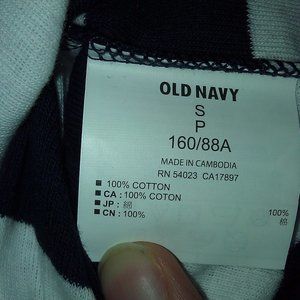 OLD NAVY
S
P
160/88A
MADE IN CAMBODIA
RN 54023 CA17897
100% COTTON
CA : 100% COTON
JP : 綿 100%
CN : 100% 棉